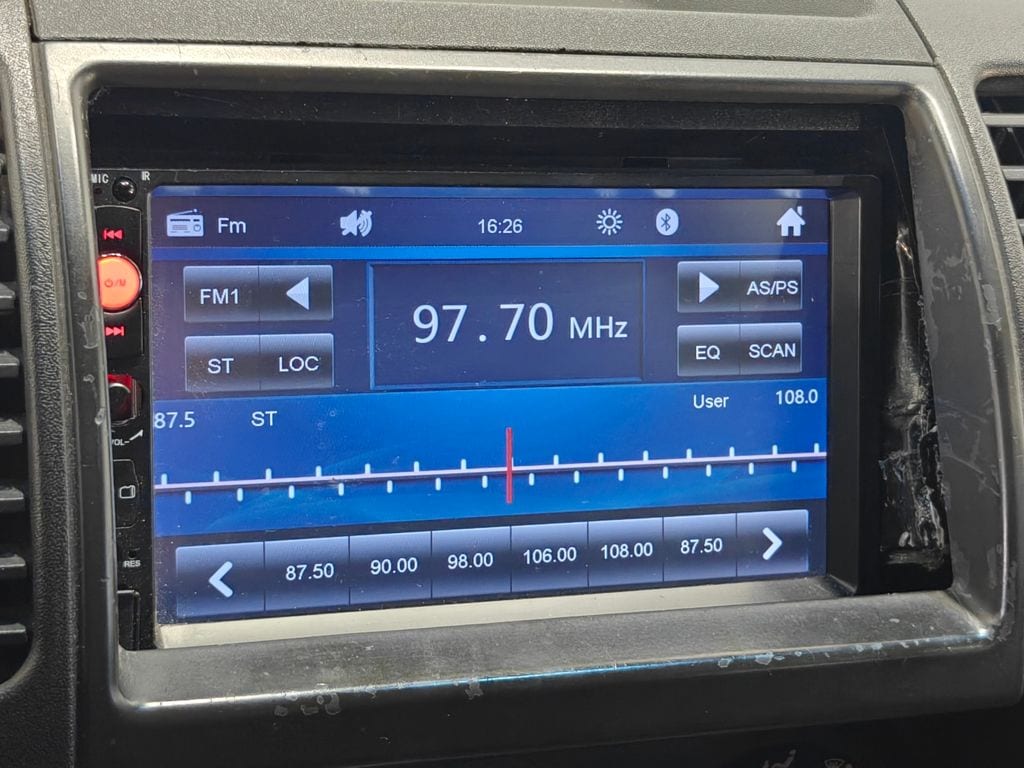 MIC IR
Fm 16:26
FM1 97.70 MHz AS/PS
ST LOC EQ SCAN
87.5 ST User 108.0
VOL-
87.50 90.00 98.00 106.00 108.00 87.50
RES